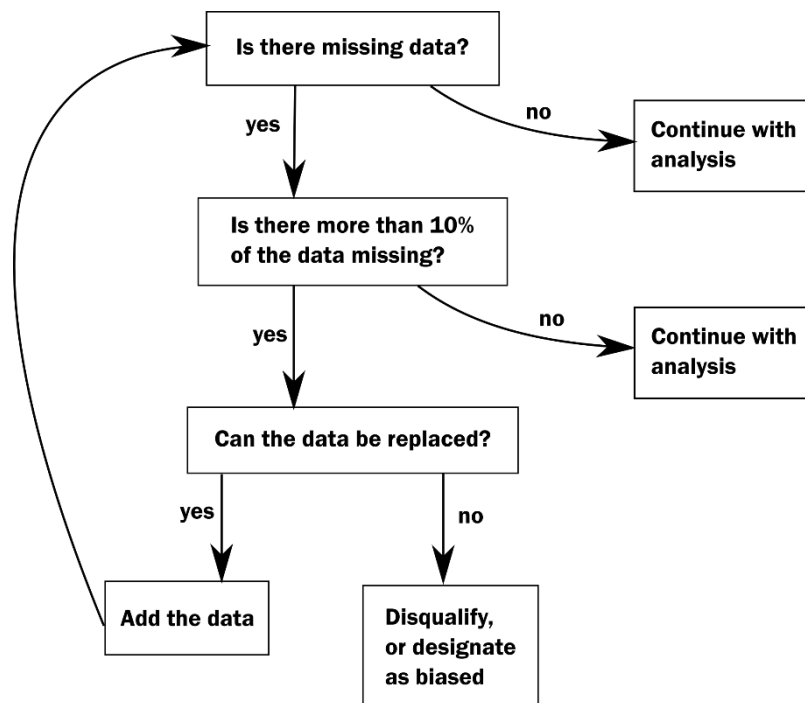 Is there missing data?
yes
no
Continue with
analysis
Is there more than 10%
of the data missing?
yes
no
Continue with
analysis
Can the data be replaced?
yes
no
Add the data
Disqualify,
or designate
as biased